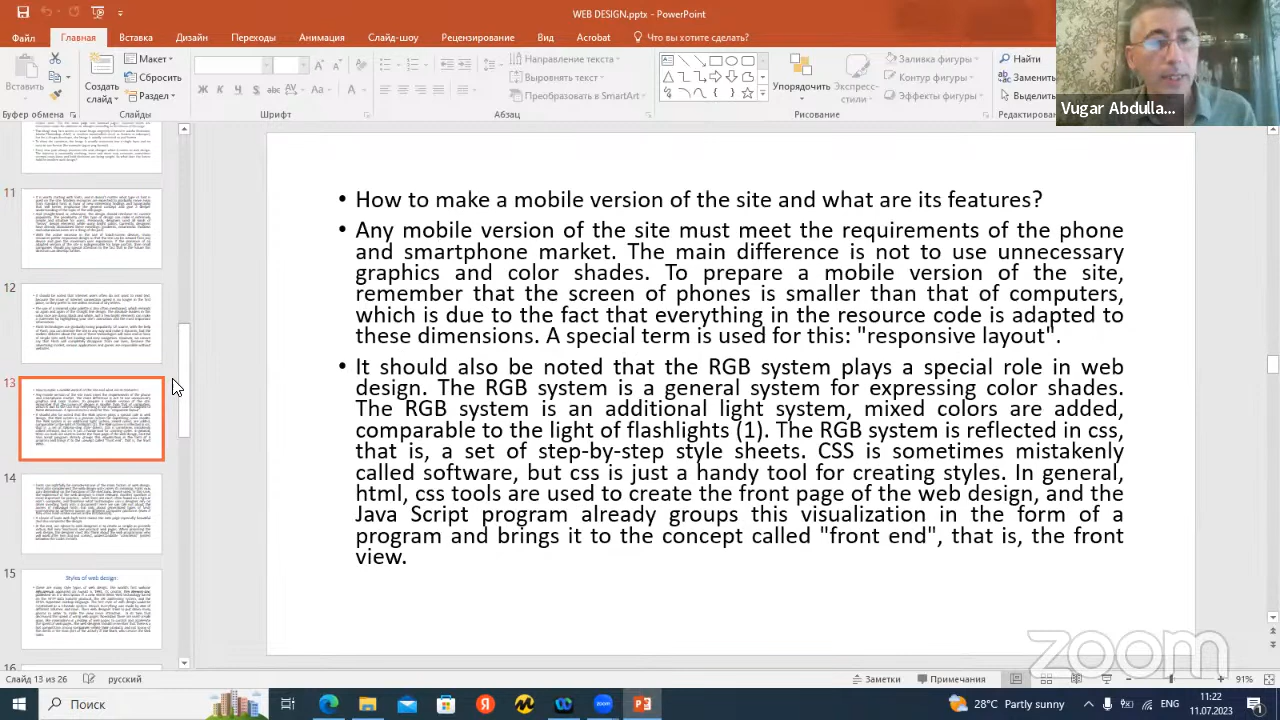 WEB DESIGN.pptx - PowerPoint
Файл Главная Вставка Дизайн Переходы Анимация Слайд-шоу Рецензирование Вид Acrobat Что вы хотите сделать?
Вставить
Создать слайд
Макет
Сбросить
Раздел
Направление текста
Выровнять текст
Преобразовать в SmartArt
Упорядочить
Экспресс-стили
Заливка фигуры
Контур фигуры
Эффекты фигуры
Найти
Заменить
Выделить
Буфер обмена Слайды Шрифт Абзац Рисование
Vugar Abdulla...
11
12
13
14
15
Styles of web design:
16
• How to make a mobile version of the site and what are its features?
• Any mobile version of the site must meet the requirements of the phone
and smartphone market. The main difference is not to use unnecessary
graphics and color shades. To prepare a mobile version of the site,
remember that the screen of phones is smaller than that of computers,
which is due to the fact that everything in the resource code is adapted to
these dimensions. A special term is used for this: "responsive layout".
• It should also be noted that the RGB system plays a special role in web
design. The RGB system is a general system for expressing color shades.
The RGB system is an additional light system, mixed colors are added,
comparable to the light of flashlights (1). The RGB system is reflected in css,
that is, a set of step-by-step style sheets. CSS is sometimes mistakenly
called software, but css is just a handy tool for creating styles. In general,
html, css tools are used to create the front page of the web design, and the
Java Script program already groups this visualization in the form of a
program and brings it to the concept called "front end", that is, the front
view.
zoom
Слайд 13 из 26 русский Заметки Примечания 91%
Поиск
28°C Partly sunny
ENG
11:22
11.07.2023